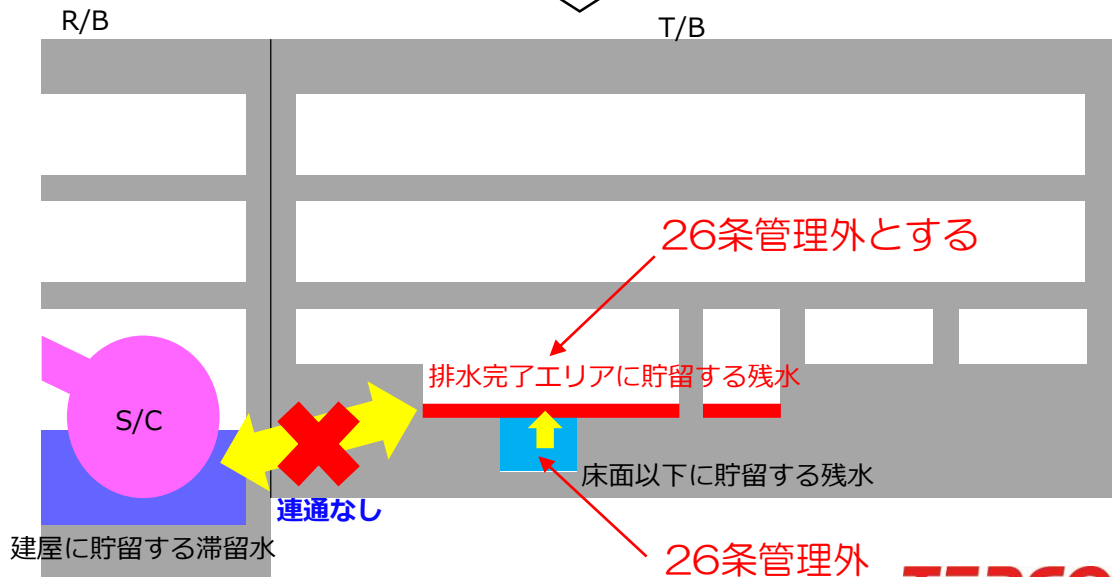 R/B
T/B
26条管理外とする
排水完了エリアに貯留する残水
S/C
床面以下に貯留する残水
連通なし
建屋に貯留する滞留水
26条管理外